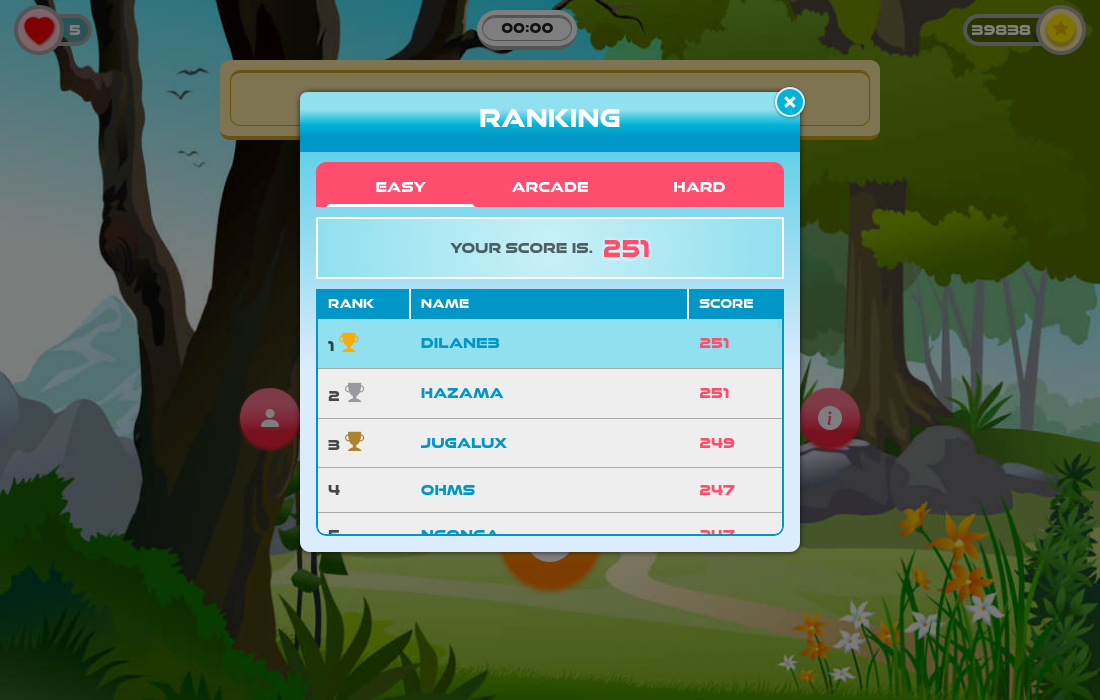 5
00:00
39838
RANKING
EASY ARCADE HARD
YOUR SCORE IS. 251
RANK NAME SCORE
1 DILANE3 251
2 HAZAMA 251
3 JUGALUX 249
4 OHMS 247